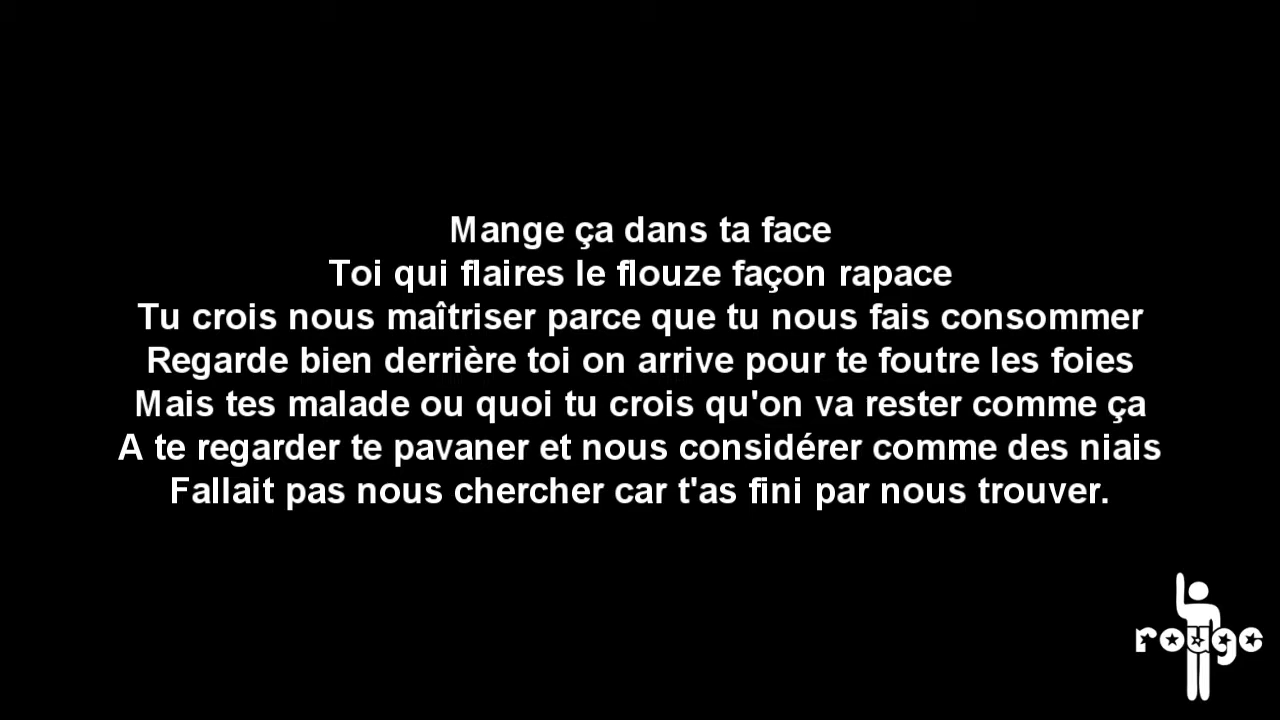 Mange ça dans ta face
Toi qui flaires le flouze façon rapace
Tu crois nous maîtriser parce que tu nous fais consommer
Regarde bien derrière toi on arrive pour te foutre les foies
Mais tes malade ou quoi tu crois qu'on va rester comme ça
A te regarder te pavaner et nous considérer comme des niais
Fallait pas nous chercher car t'as fini par nous trouver.
rouge